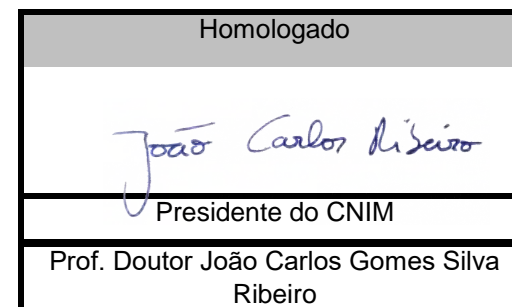 Homologado
João Carlos Ribeiro
Presidente do CNIM
Prof. Doutor João Carlos Gomes Silva
Ribeiro